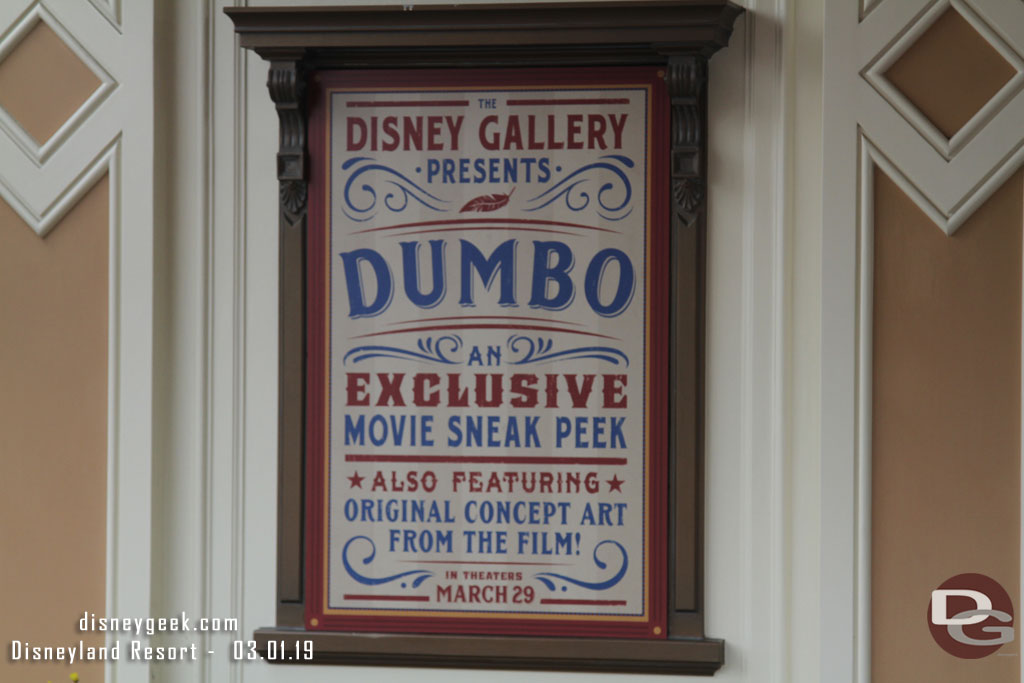 THE
DISNEY GALLERY
·PRESENTS·
DUMBO
AN
EXCLUSIVE
MOVIE SNEAK PEEK
★ALSO FEATURING★
ORIGINAL CONCEPT ART
FROM THE FILM!
IN THEATERS
MARCH 29
disneygeek.com
Disneyland Resort - 03.01.19
DG